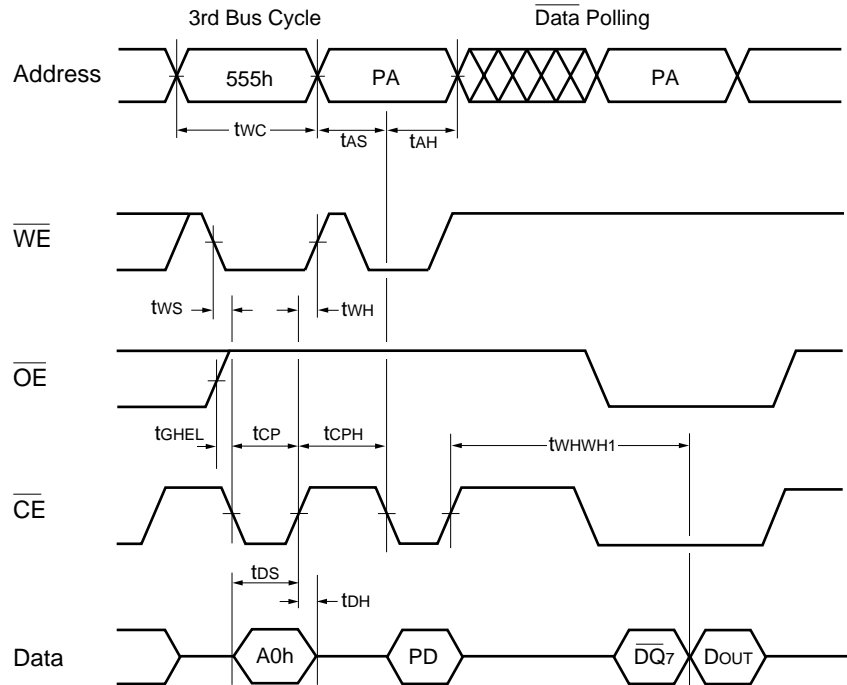 3rd Bus Cycle
Data Polling
Address
555h
PA
PA
tWC
tAS
tAH
WE
tWS
tWH
OE
tGHEL
tCP
tCPH
tWHWH1
CE
tDS
tDH
Data
A0h
PD
DQ7
DOUT